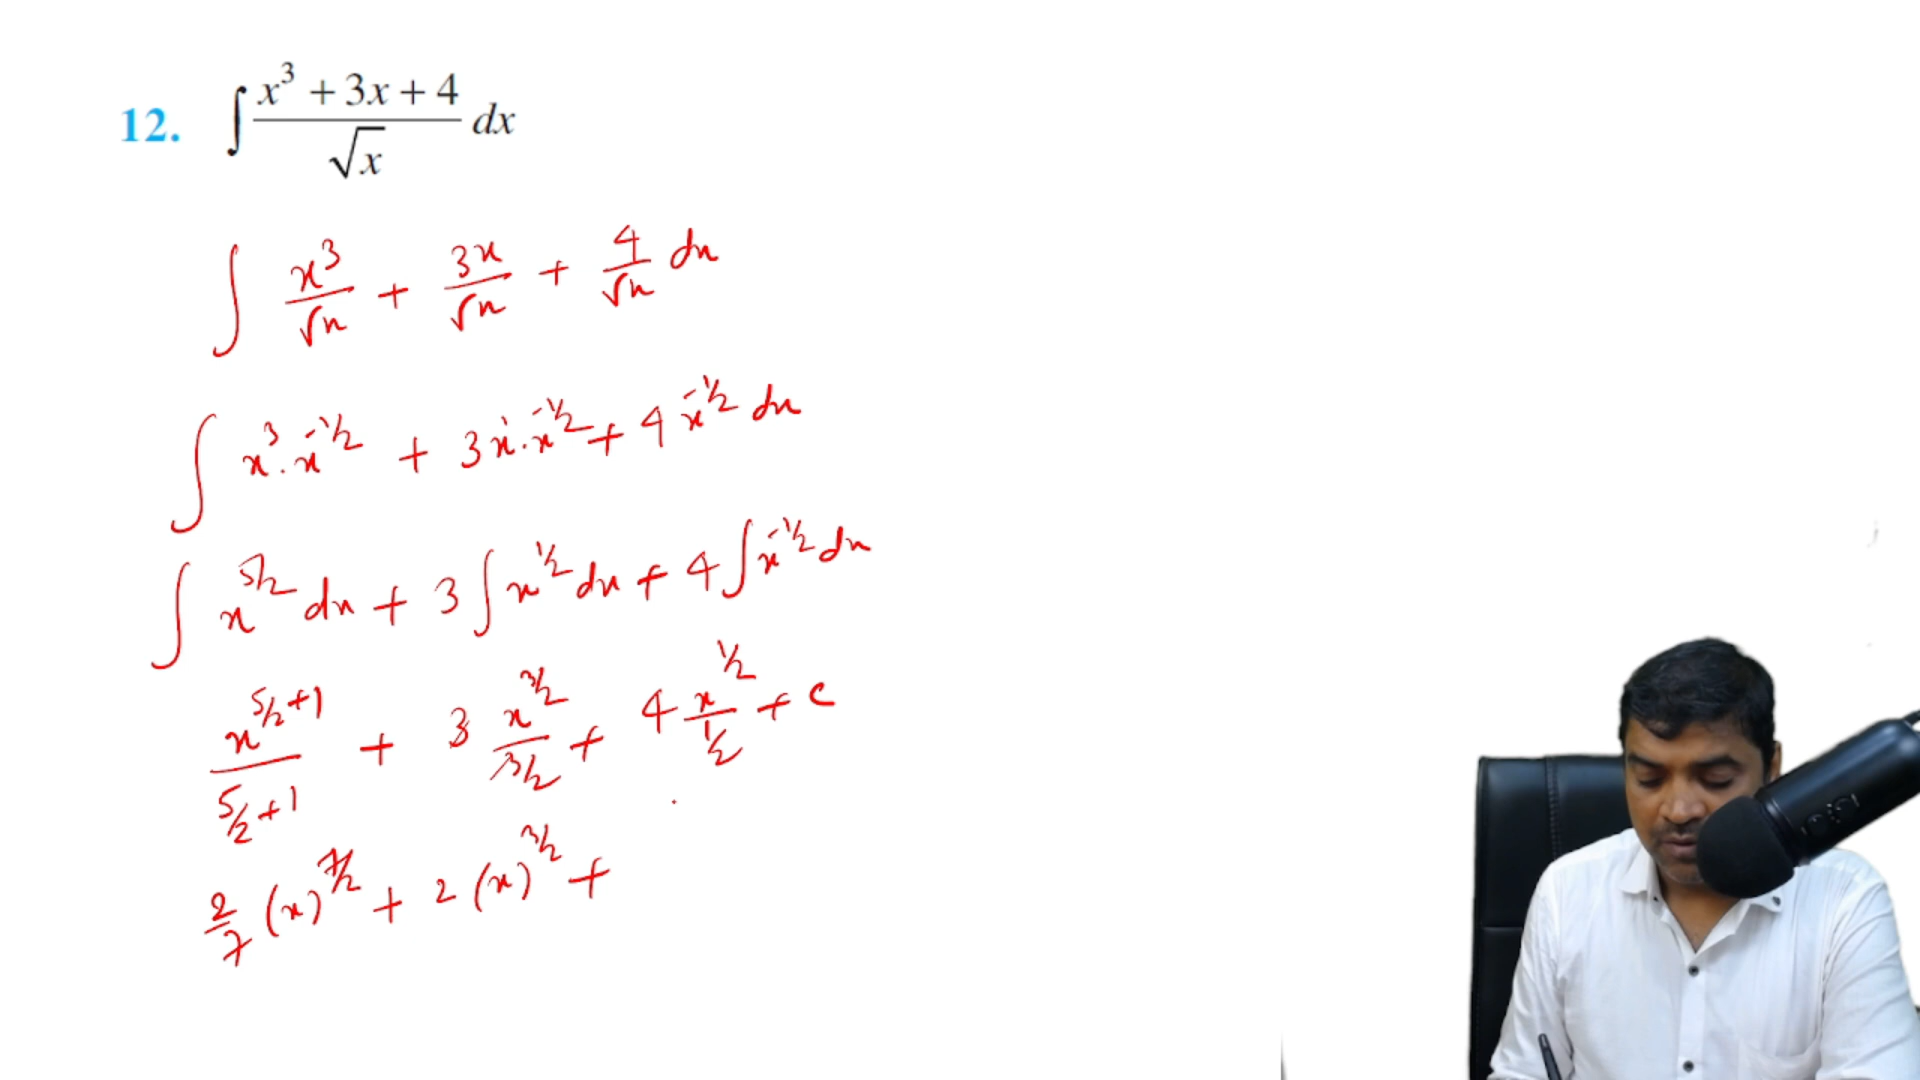 12. ∫ (x³ + 3x + 4)/√x dx
∫ x³/√x + 3x/√x + 4/√x dx
∫ x³·x^(-1/2) + 3x¹·x^(-1/2) + 4x^(-1/2) dx
∫ x^(5/2) dx + 3∫x^(1/2) dx + 4∫x^(-1/2) dx
x^(5/2+1)/(5/2+1) + 3 x^(3/2)/(3/2) + 4 x^(1/2)/(1/2) + c
2/7 (x)^(7/2) + 2(x)^(3/2) +